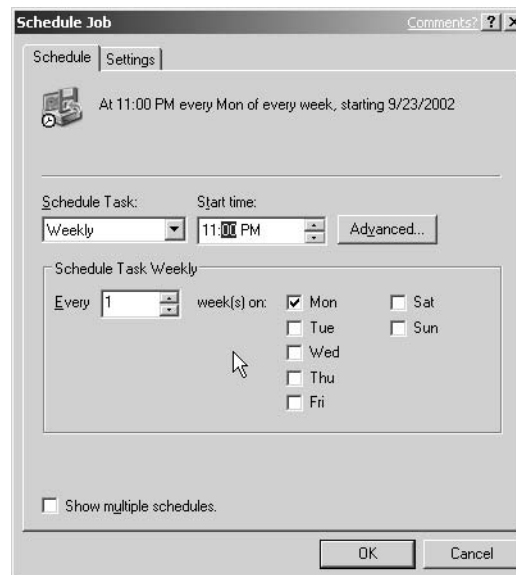 Schedule Job Comments? ? X
Schedule Settings
At 11:00 PM every Mon of every week, starting 9/23/2002
Schedule Task: Start time:
Weekly 11:00 PM Advanced...
Schedule Task Weekly
Every 1 week(s) on: Mon Sat
Tue Sun
Wed
Thu
Fri
Show multiple schedules.
OK Cancel